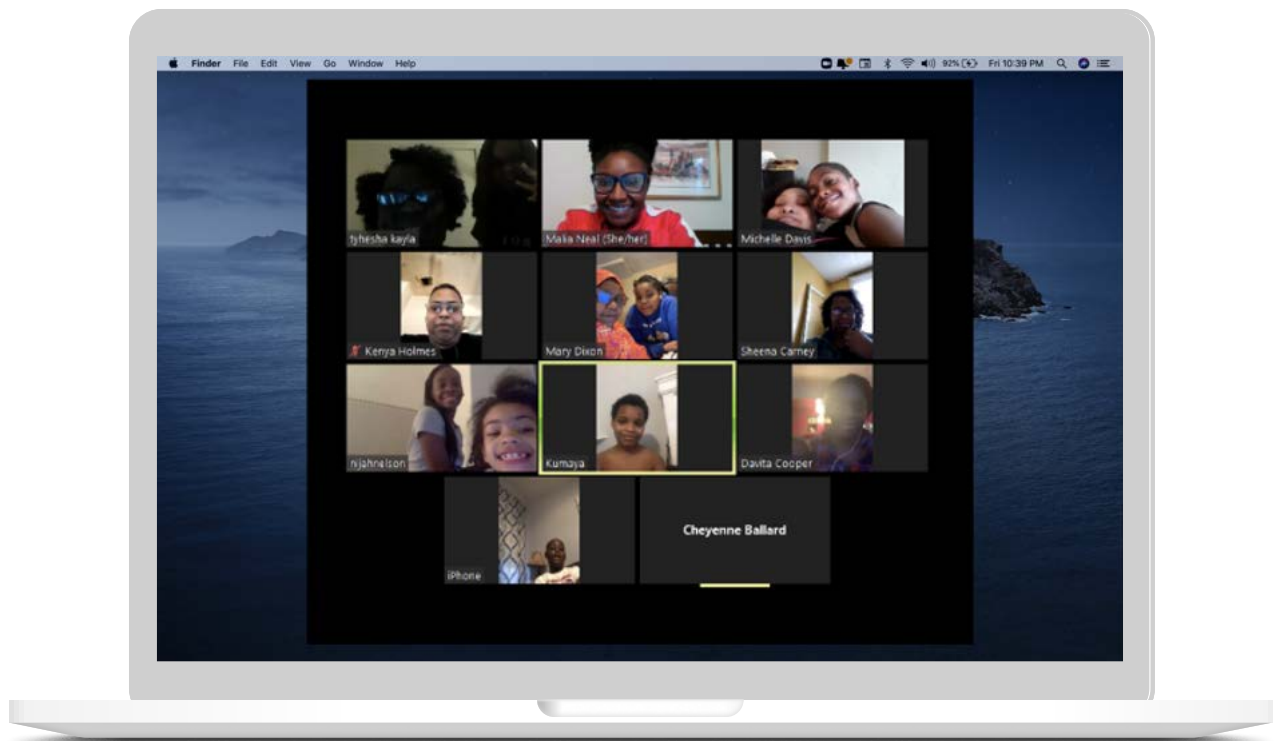 Finder File Edit View Go Window Help 92% Fri 10:39 PM
tyhesha kayla
Malia Neal (She/her)
Michelle Davis
Kenya Holmes
Mary Dixon
Sheena Carney
nijahnelson
Kumaya
Davita Cooper
iPhone
Cheyenne Ballard